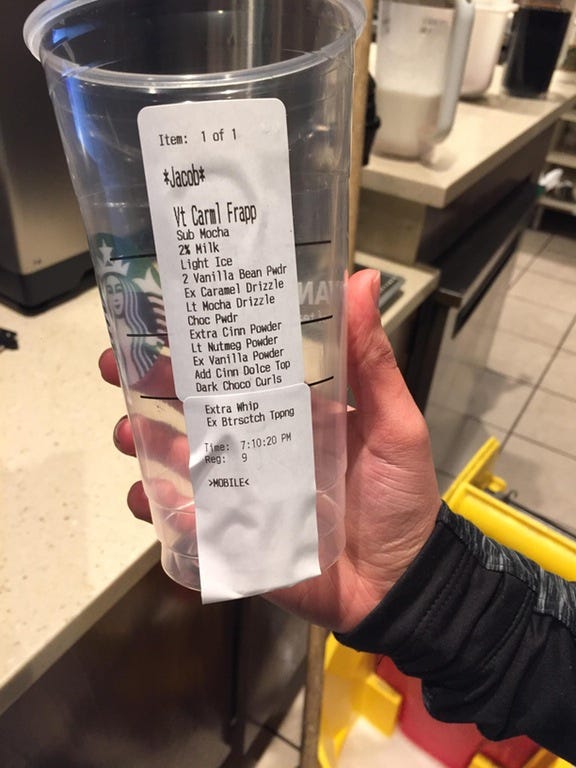 Item: 1 of 1
*Jacob*
Vt Carml Frapp
Sub Mocha
2% Milk
Light Ice
2 Vanilla Bean Pwdr
Ex Caramel Drizzle
Lt Mocha Drizzle
Choc Pwdr
Extra Cinn Powder
Lt Nutmeg Powder
Ex Vanilla Powder
Add Cinn Dolce Top
Dark Choco Curls
Extra Whip
Ex Btrsctch Tppng
Time: 7:10:20 PM
Reg: 9
>MOBILE<